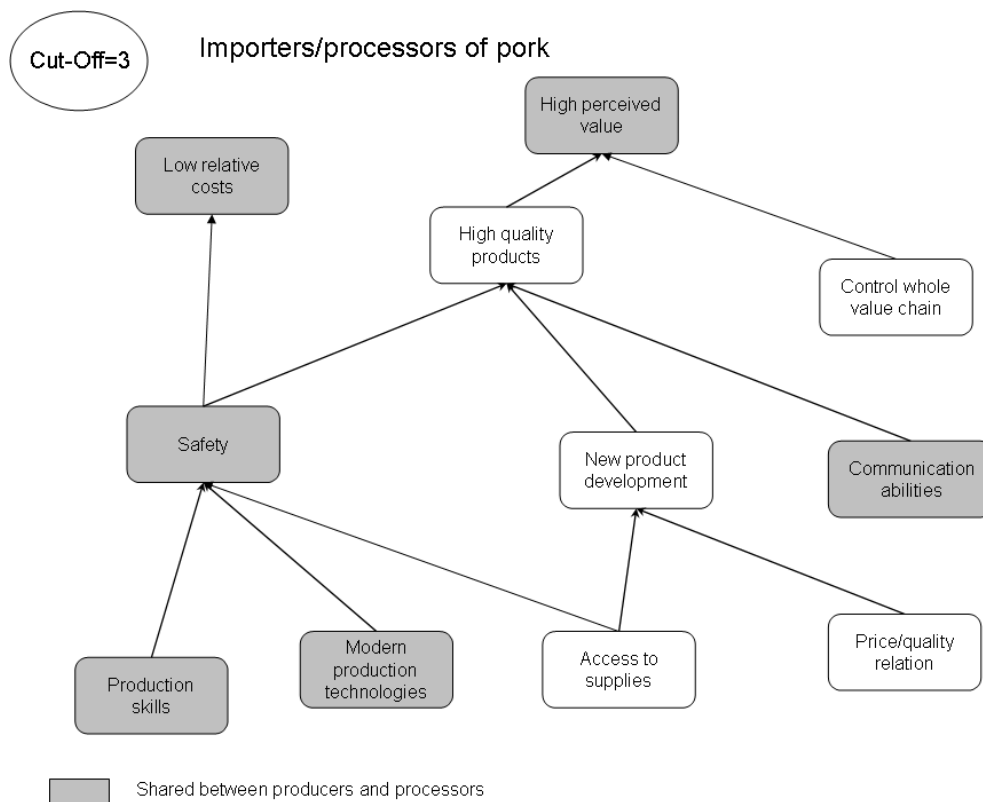 Cut-Off=3
Importers/processors of pork
High perceived
value
Low relative
costs
High quality
products
Control whole
value chain
Safety
New product
development
Communication
abilities
Production
skills
Modern
production
technologies
Access to
supplies
Price/quality
relation
Shared between producers and processors